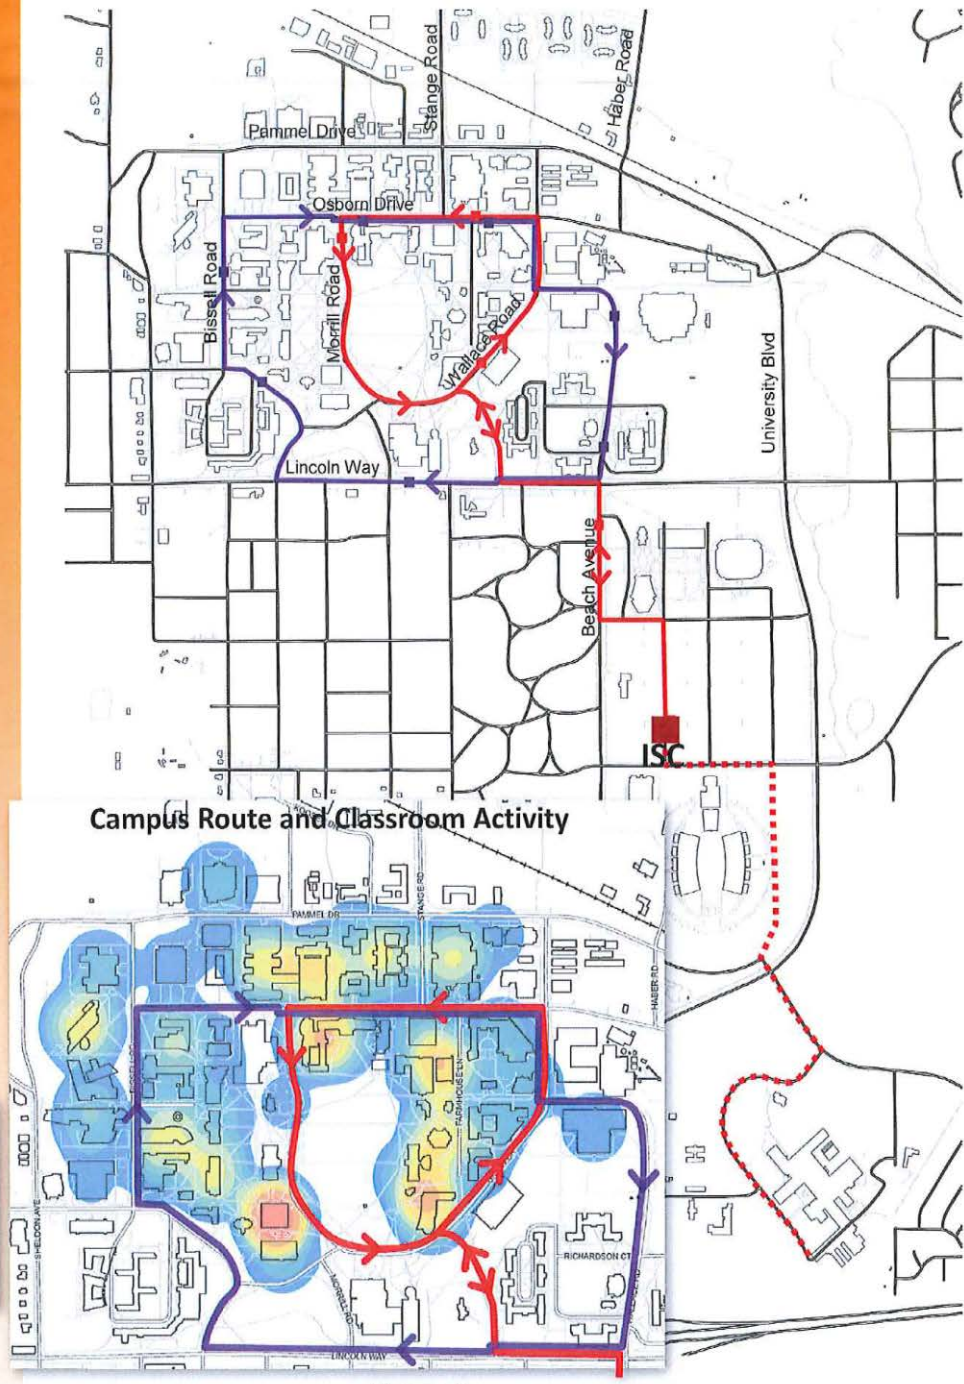 Stange Road
Haber Road
Pammel Drive
Osborn Drive
Bissell Road
Morrill Road
Wallace Road
University Blvd
Lincoln Way
Beach Avenue
ISC
Campus Route and Classroom Activity
PAMMEL DR
STANGE RD
HABER RD
BISSELL RD
FARMHOUSE LN
SHELDON AVE
MORRILL RD
RICHARDSON CT
LINCOLN WAY